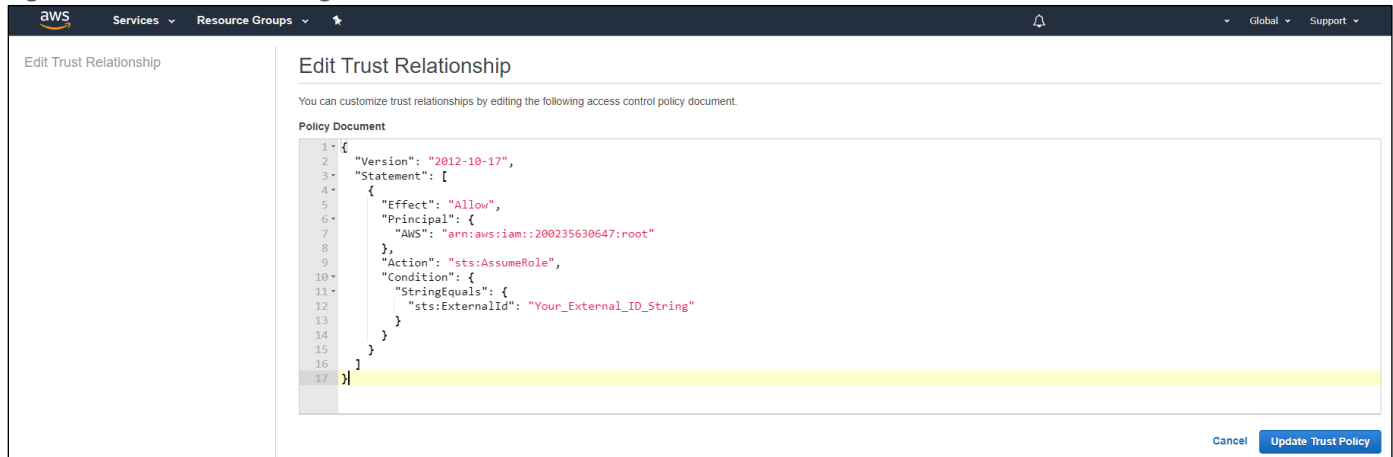 aws Services Resource Groups Global Support
Edit Trust Relationship
Edit Trust Relationship
You can customize trust relationships by editing the following access control policy document.
Policy Document
1 {
2 "Version": "2012-10-17",
3 "Statement": [
4 {
5 "Effect": "Allow",
6 "Principal": {
7 "AWS": "arn:aws:iam::200235630647:root"
8 },
9 "Action": "sts:AssumeRole",
10 "Condition": {
11 "StringEquals": {
12 "sts:ExternalId": "Your_External_ID_String"
13 }
14 }
15 }
16 ]
17 }
Cancel Update Trust Policy